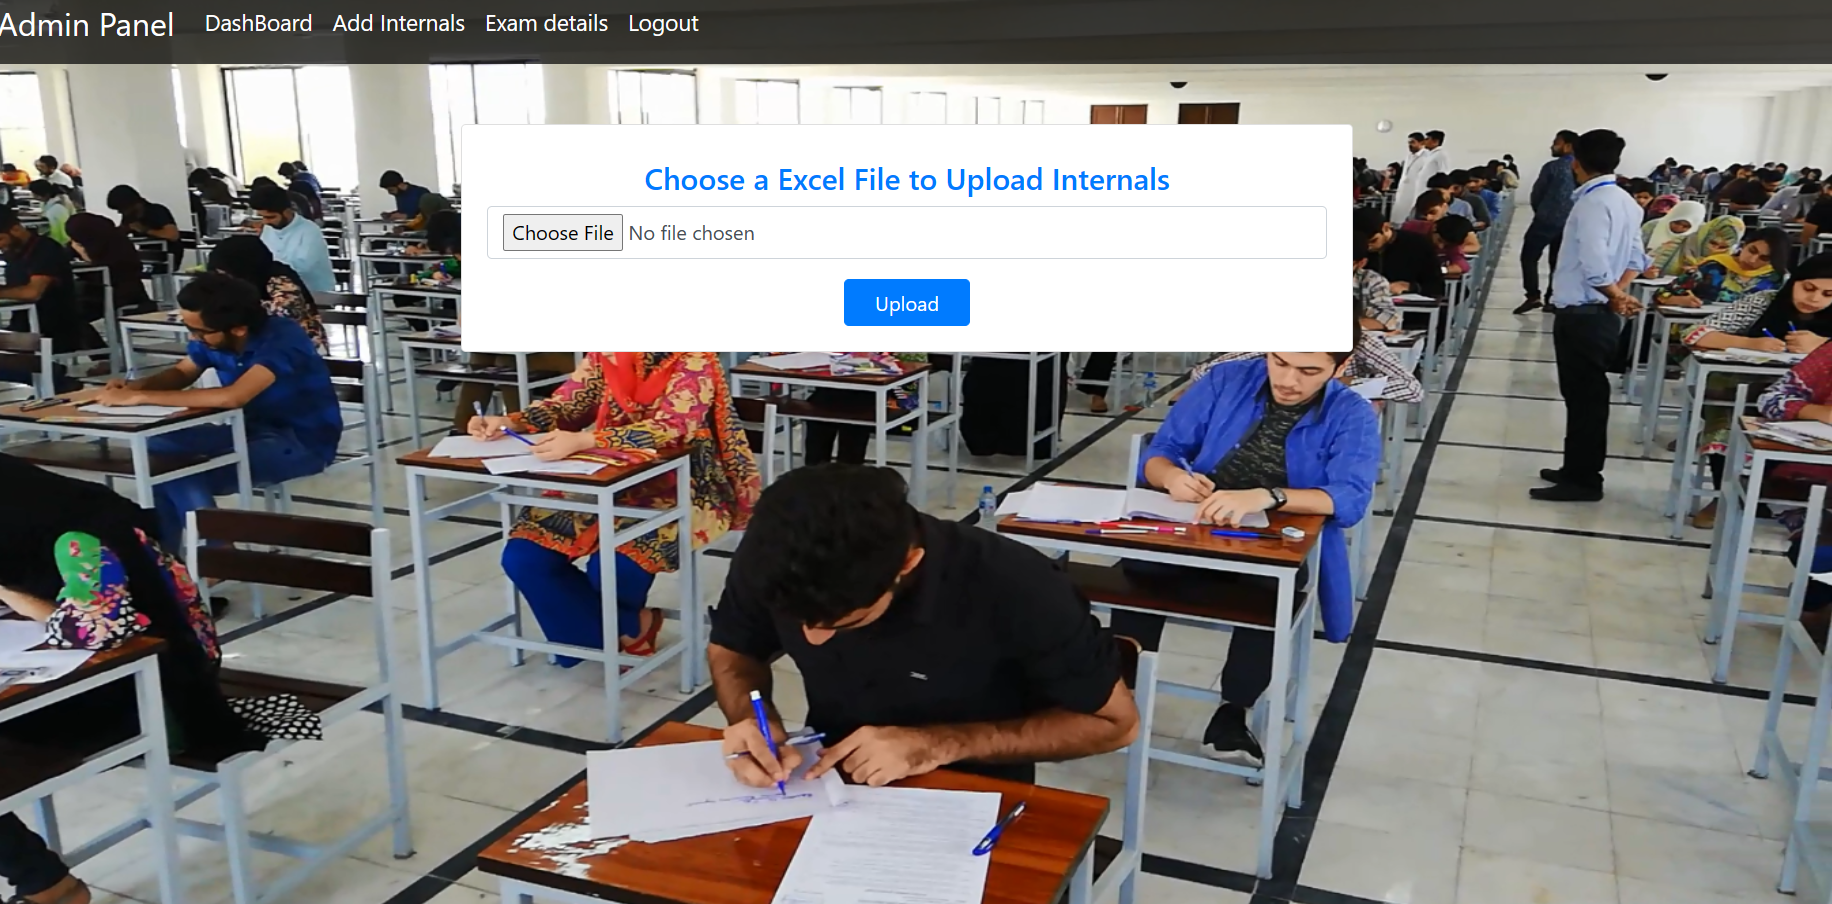 Admin Panel DashBoard Add Internals Exam details Logout
Choose a Excel File to Upload Internals
Choose File No file chosen
Upload